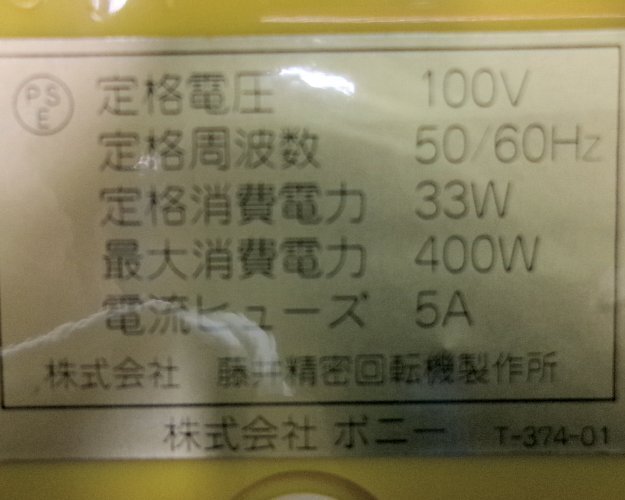 PSE 定格電圧 100V
定格周波数 50/60Hz
定格消費電力 33W
最大消費電力 400W
電流ヒューズ 5A
株式会社 藤井精密回転機製作所
株式会社 ポニー T-374-01